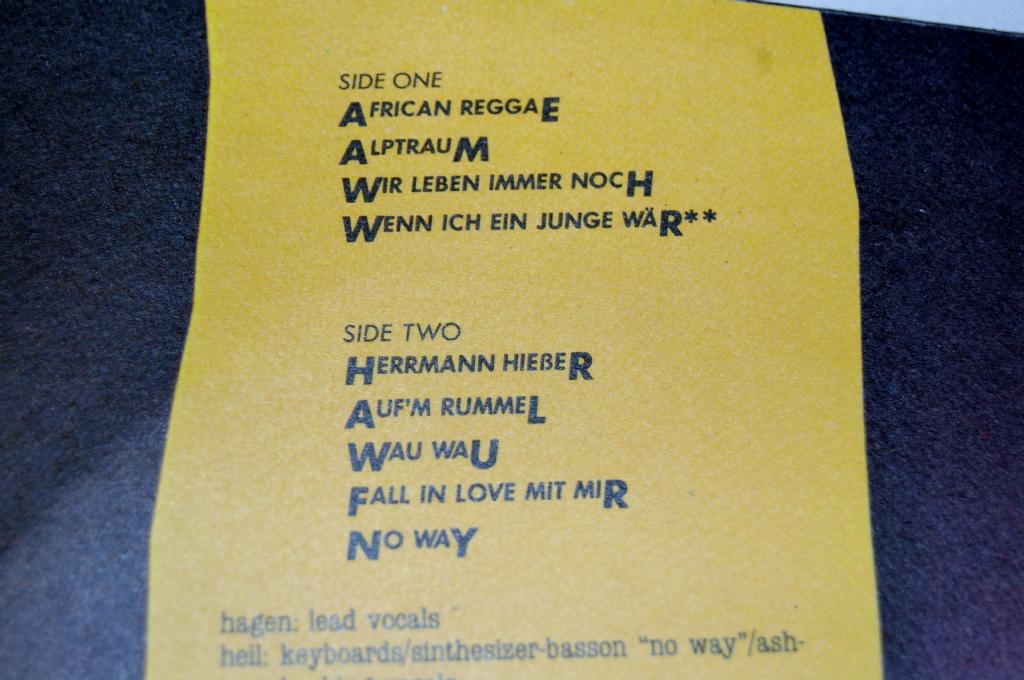 SIDE ONE
AFRICAN REGGAE
ALPTRAUM
WIR LEBEN IMMER NOCH
WENN ICH EIN JUNGE WÄR**
SIDE TWO
HERRMANN HIEßER
AUF'M RUMMEL
WAU WAU
FALL IN LOVE MIT MIR
NO WAY
hagen: lead vocals
heil: keyboards/sinthesizer-basson "no way"/ash-